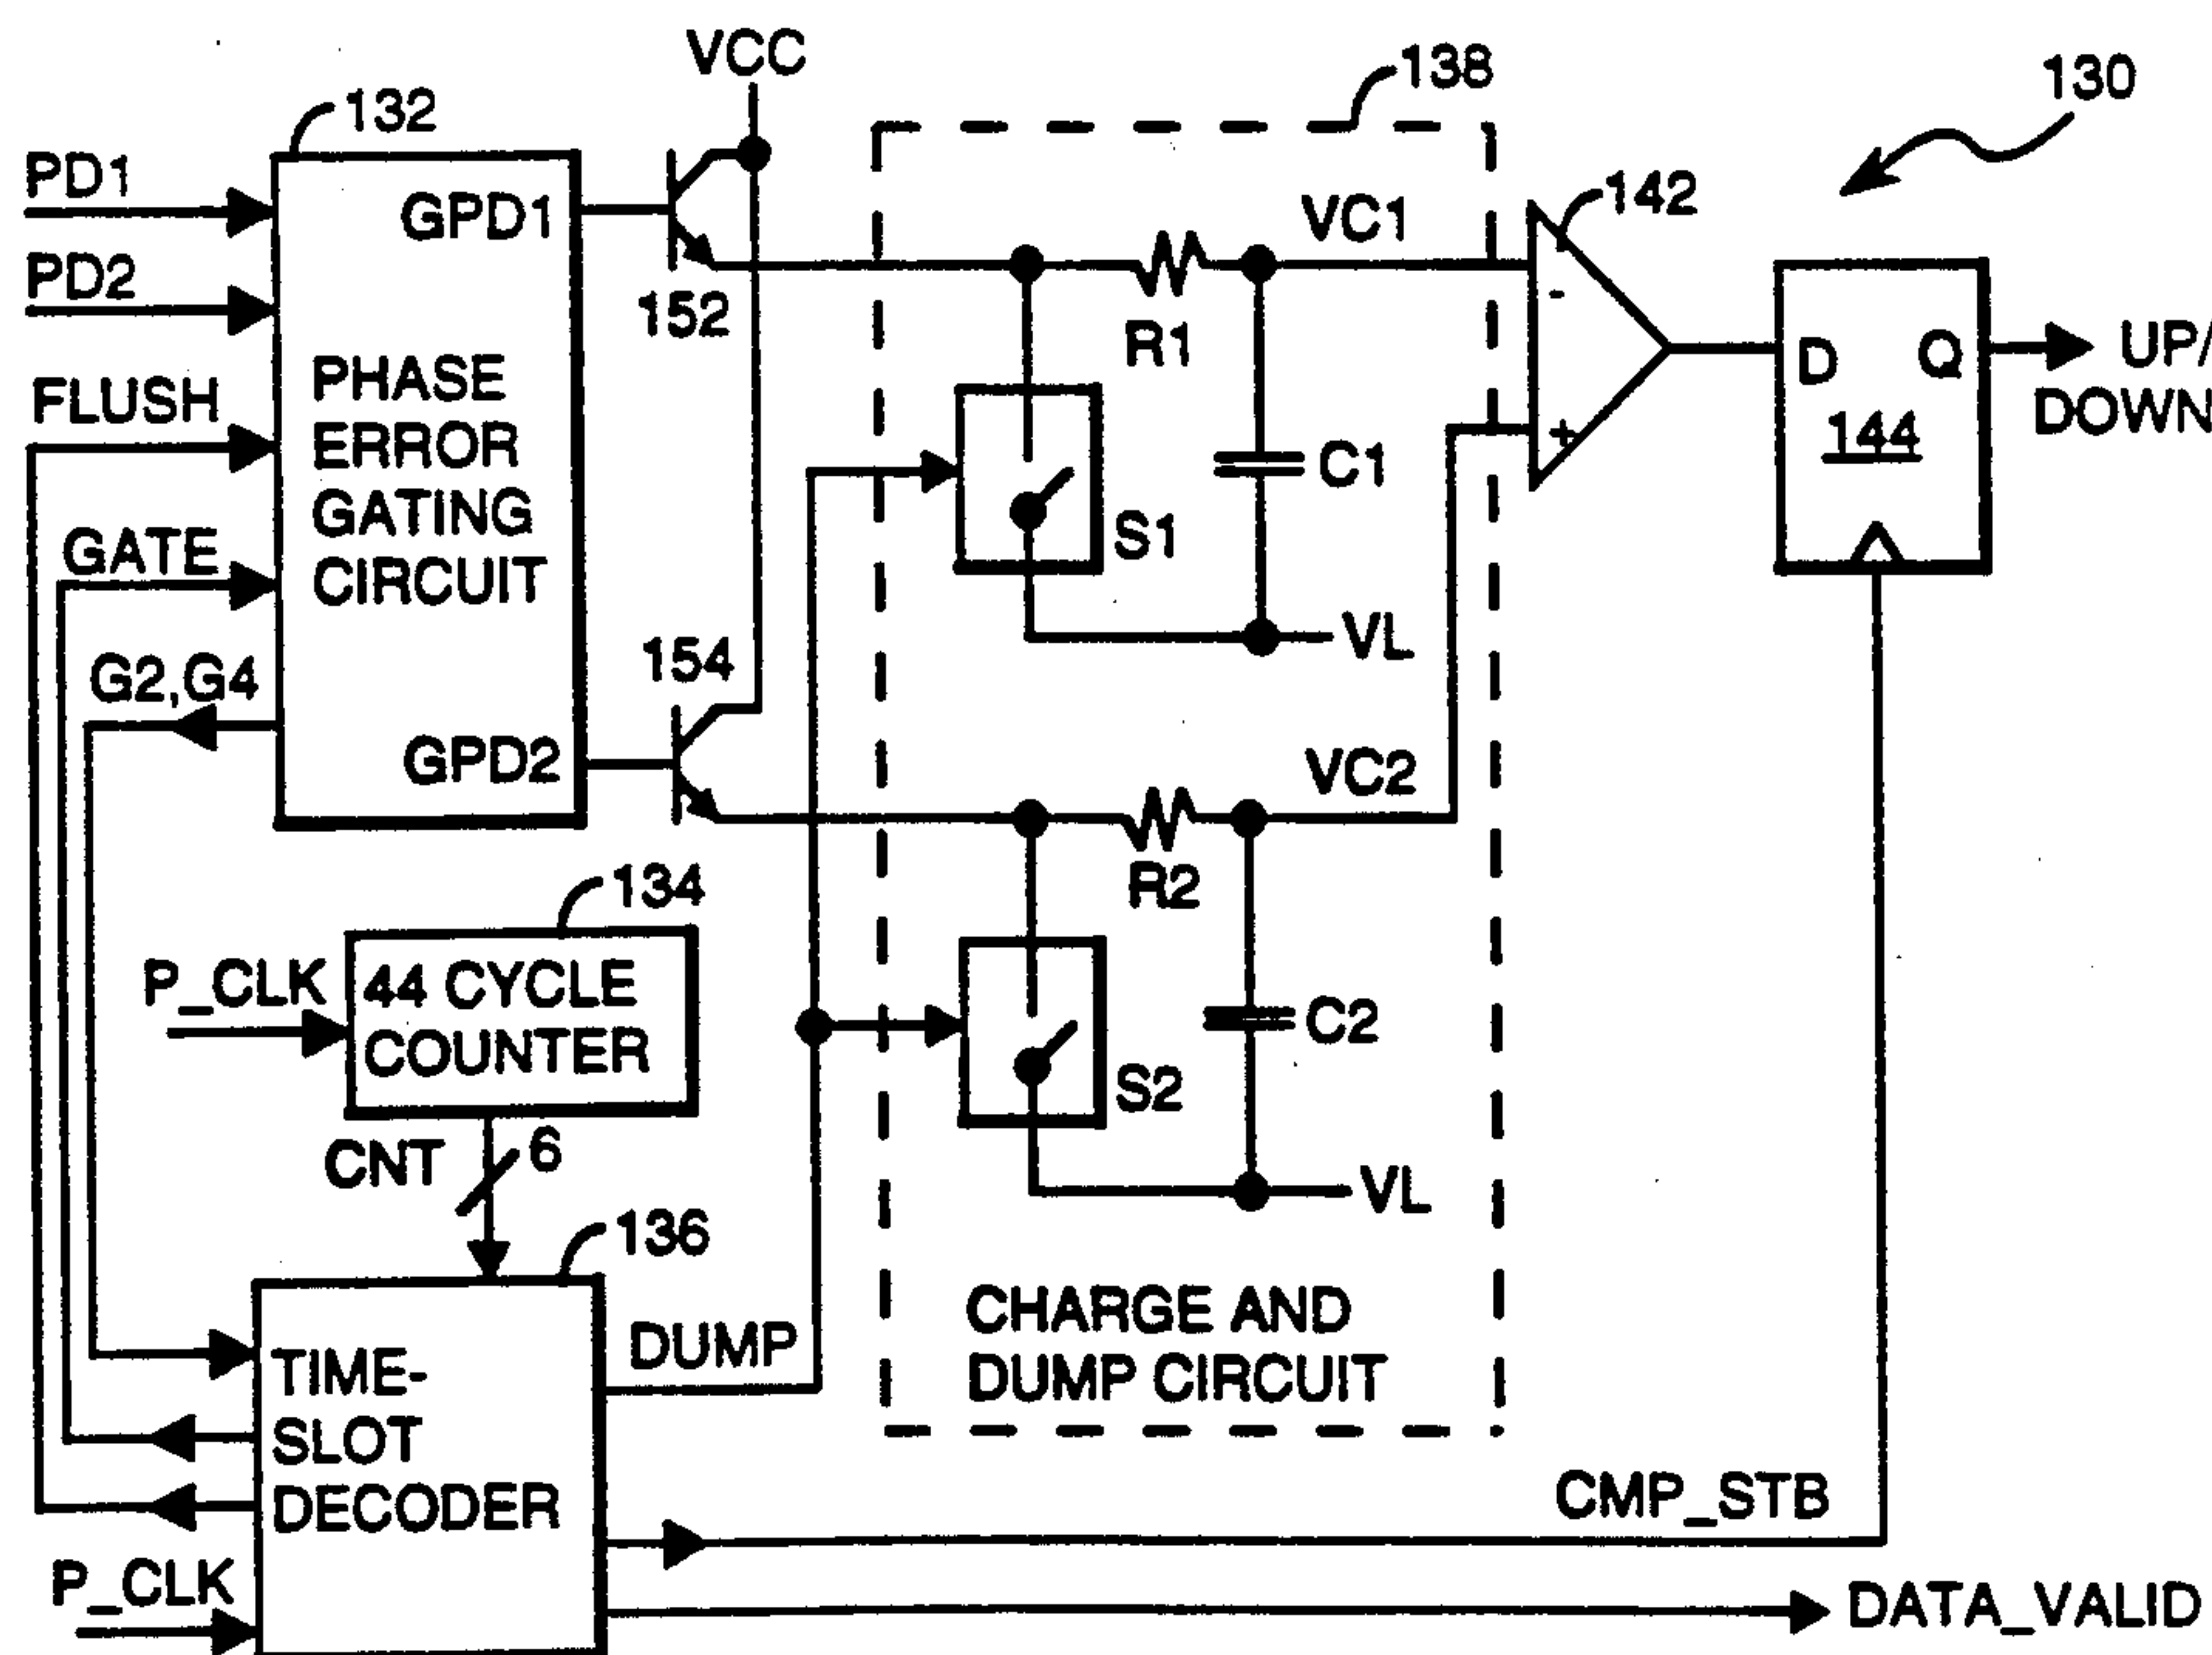 VCC
138
130
132
PD1
GPD1
142
VC1
PD2
152
-
R1
D
Q
UP/
DOWN
144
FLUSH
PHASE
ERROR
GATING
CIRCUIT
+
C1
S1
GATE
VL
154
G2,G4
GPD2
VC2
R2
134
P_CLK
44 CYCLE
COUNTER
C2
S2
CNT
6
VL
136
CHARGE AND
DUMP CIRCUIT
DUMP
TIME-
SLOT
DECODER
CMP_STB
P_CLK
DATA_VALID